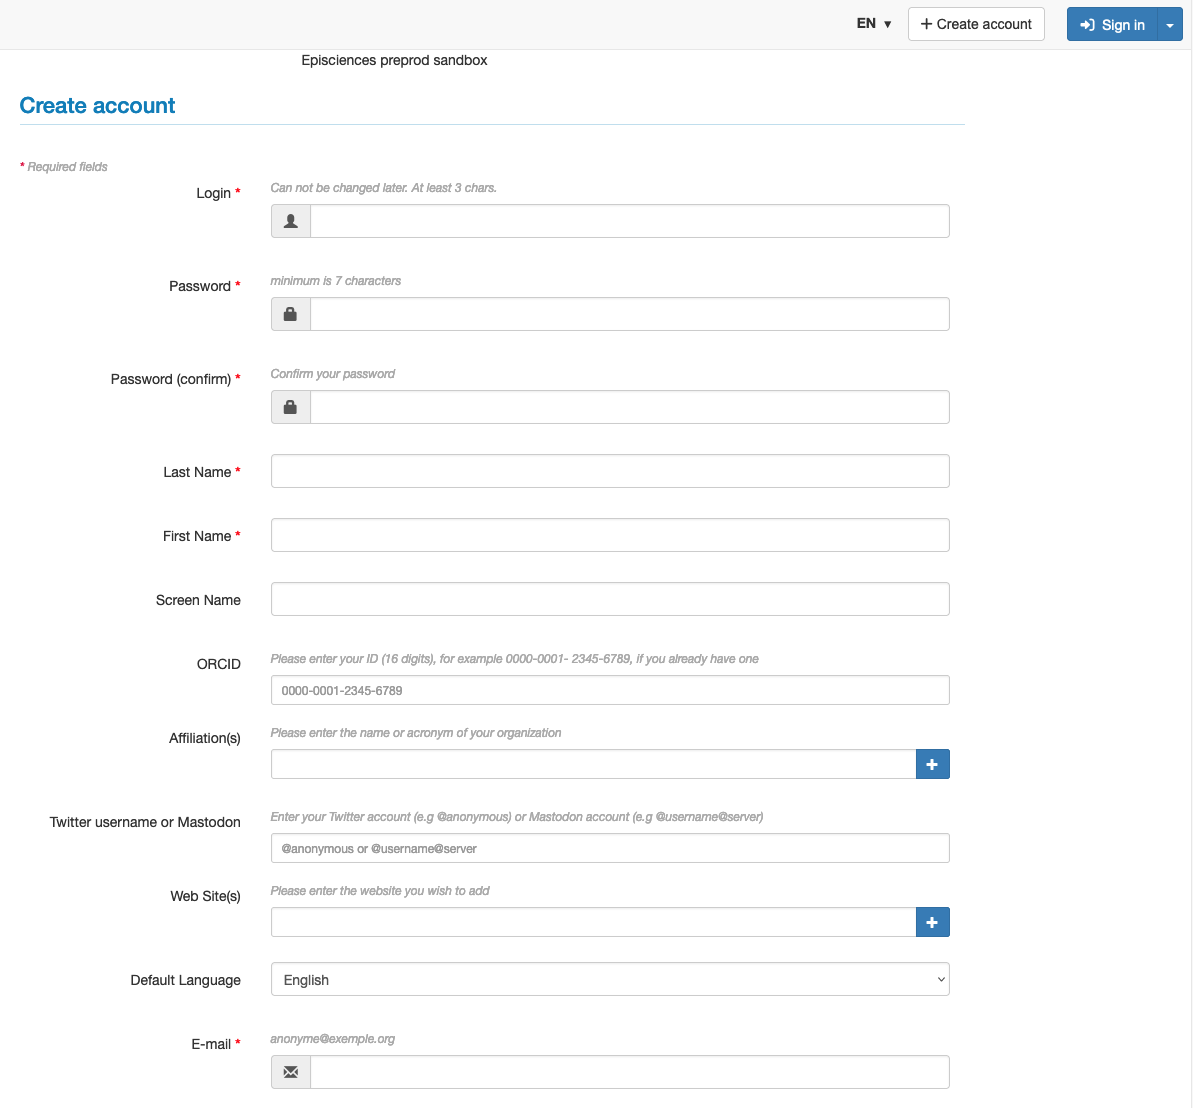 EN ▼ + Create account Sign in
Episciences preprod sandbox
Create account
* Required fields
Login *
Can not be changed later. At least 3 chars.
Password *
minimum is 7 characters
Password (confirm) *
Confirm your password
Last Name *
First Name *
Screen Name
ORCID
Please enter your ID (16 digits), for example 0000-0001- 2345-6789, if you already have one
0000-0001-2345-6789
Affiliation(s)
Please enter the name or acronym of your organization
+
Twitter username or Mastodon
Enter your Twitter account (e.g @anonymous) or Mastodon account (e.g @username@server)
@anonymous or @username@server
Web Site(s)
Please enter the website you wish to add
+
Default Language
English
E-mail *
anonyme@exemple.org